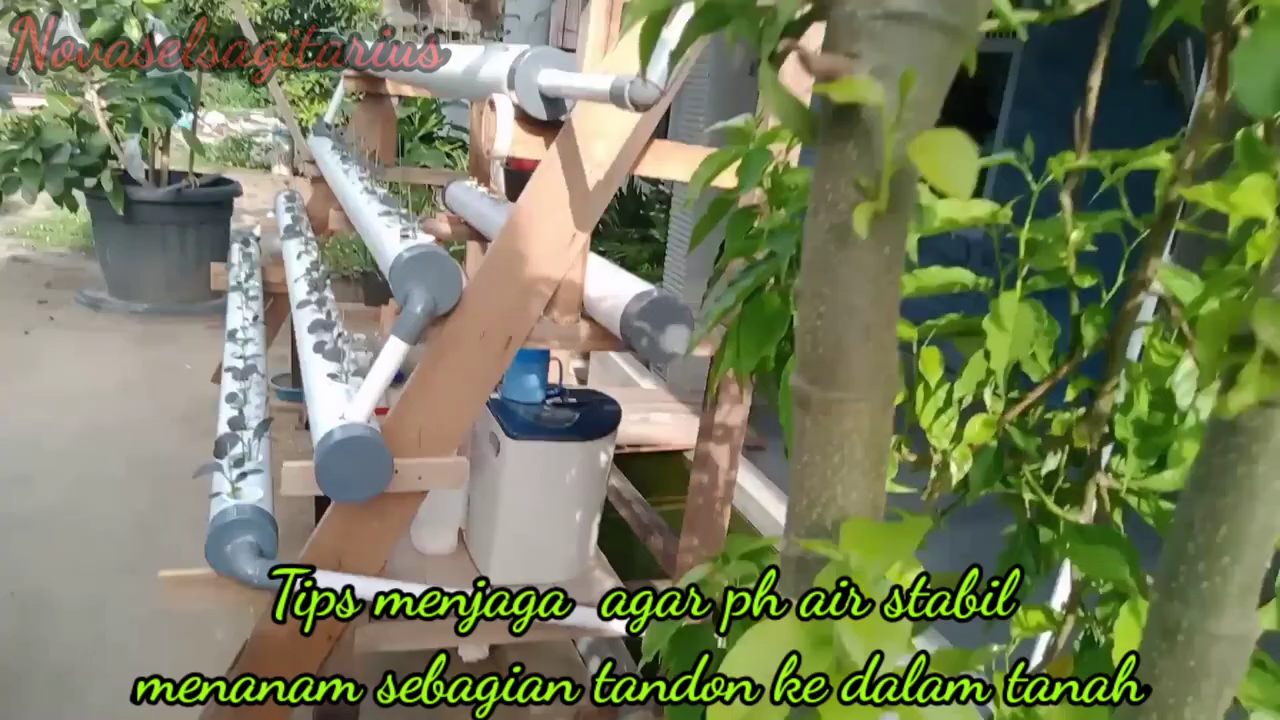 Novaselsagitarius
Tips menjaga agar ph air stabil
menanam sebagian tandon ke dalam tanah